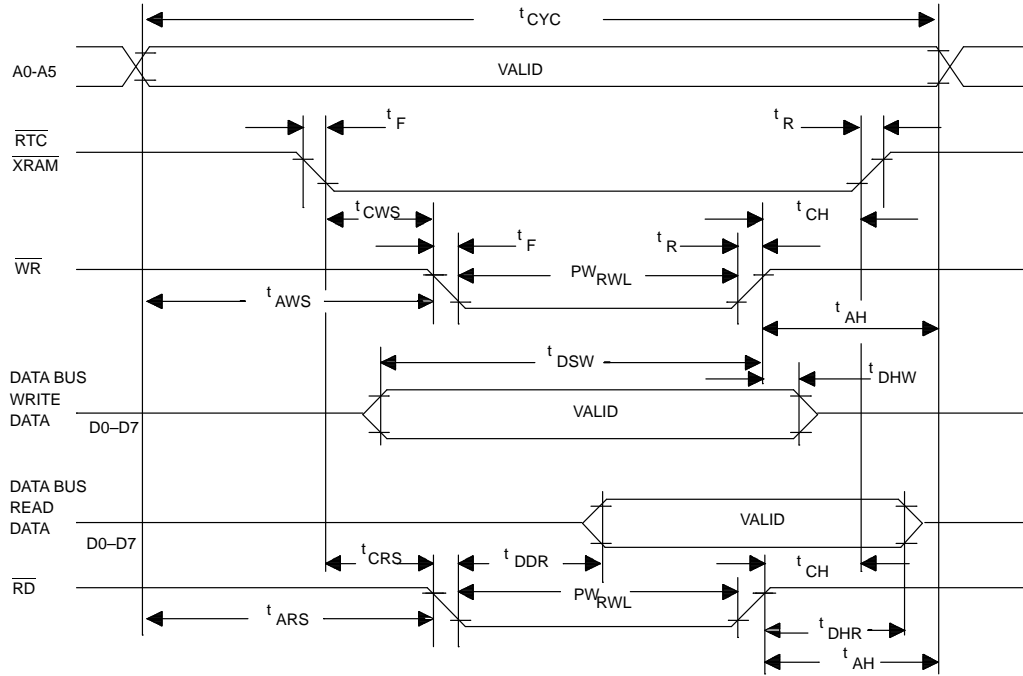 t CYC
A0-A5
VALID
t F
t R
RTC
XRAM
t CWS
t CH
t F
t R
WR
PW RWL
t AWS
t AH
t DSW
t DHW
DATA BUS
WRITE
DATA
VALID
D0–D7
DATA BUS
READ
DATA
VALID
D0–D7
t CRS
t DDR
t CH
RD
PW RWL
t ARS
t DHR
t AH